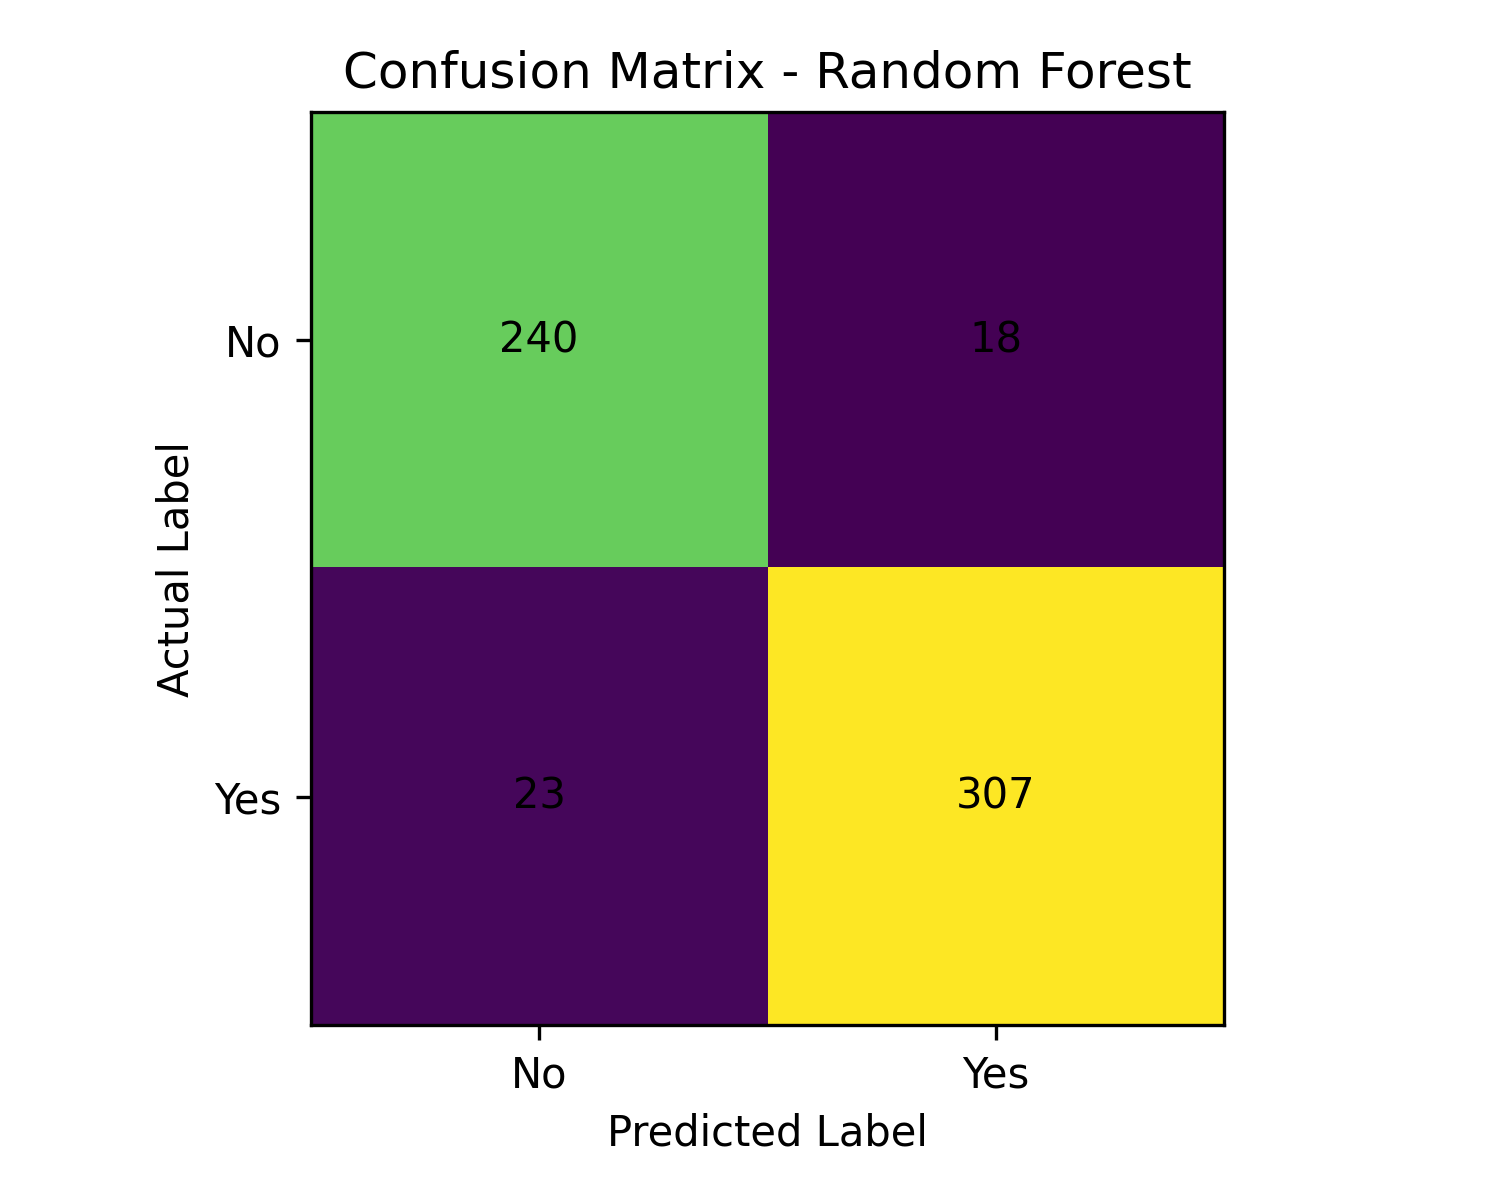 Confusion Matrix - Random Forest
Actual Label
No
240
18
Yes
23
307
No
Yes
Predicted Label